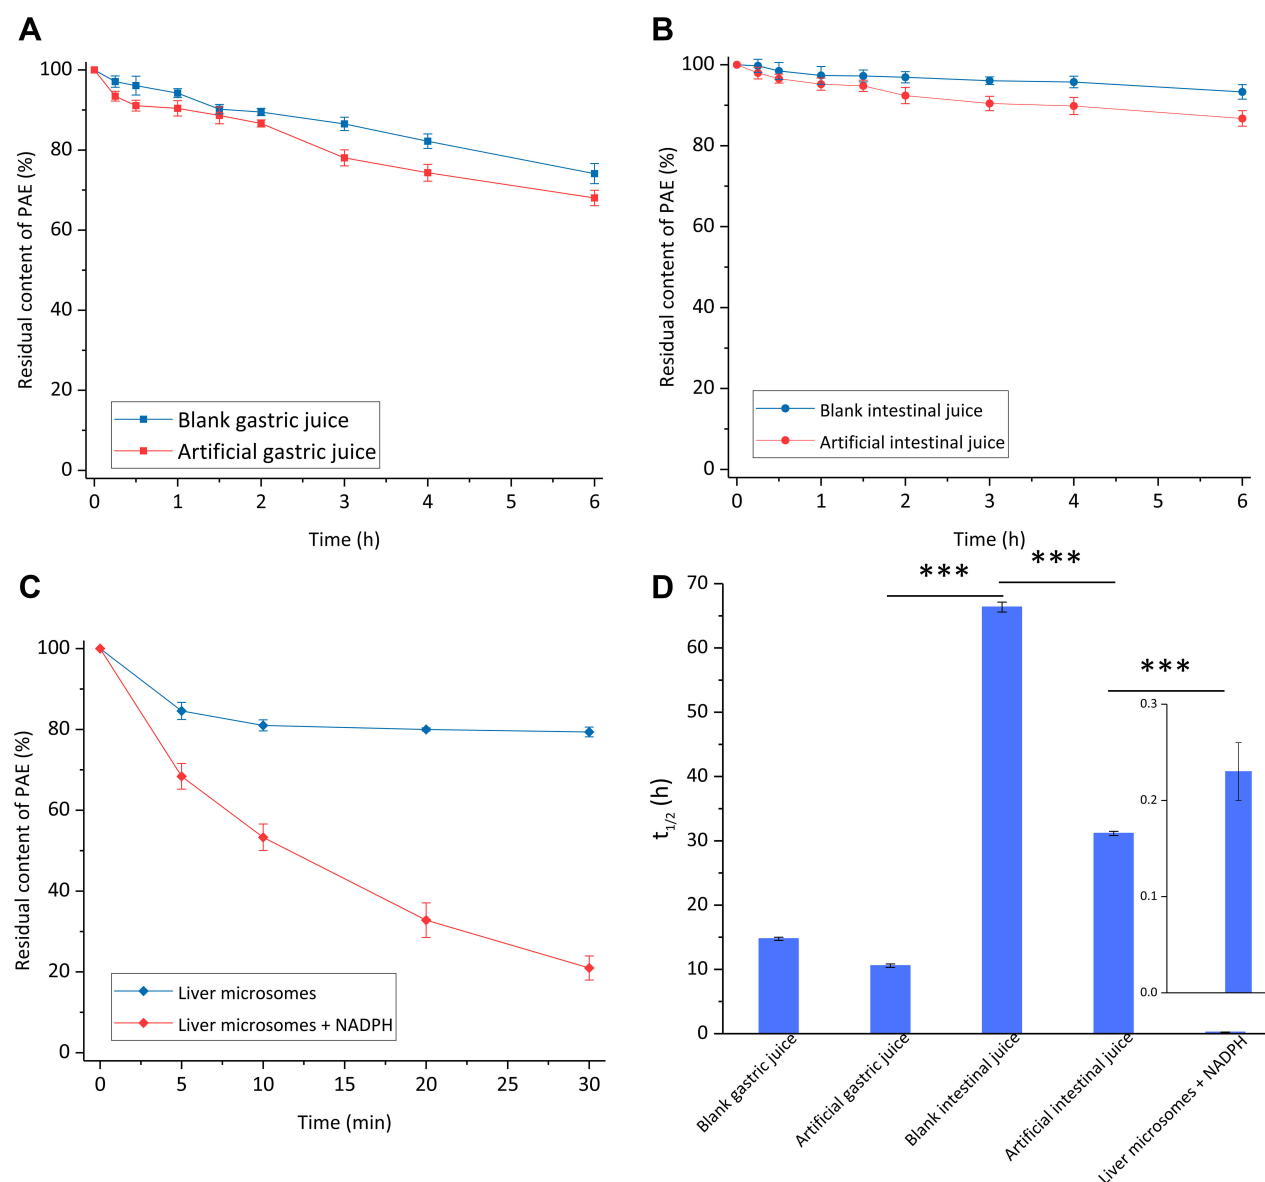 A
Residual content of PAE (%)
100
80
60
40
20
0
Blank gastric juice
Artificial gastric juice
0 1 2 3 4 5 6
Time (h)
B
Residual content of PAE (%)
100
80
60
40
20
0
Blank intestinal juice
Artificial intestinal juice
0 1 2 3 4 5 6
Time (h)
C
Residual content of PAE (%)
100
80
60
40
20
0
Liver microsomes
Liver microsomes + NADPH
0 5 10 15 20 25 30
Time (min)
D
t1/2 (h)
70
60
50
40
30
20
10
0
***
***
***
0.3
0.2
0.1
0.0
Blank gastric juice
Artificial gastric juice
Blank intestinal juice
Artificial intestinal juice
Liver microsomes + NADPH